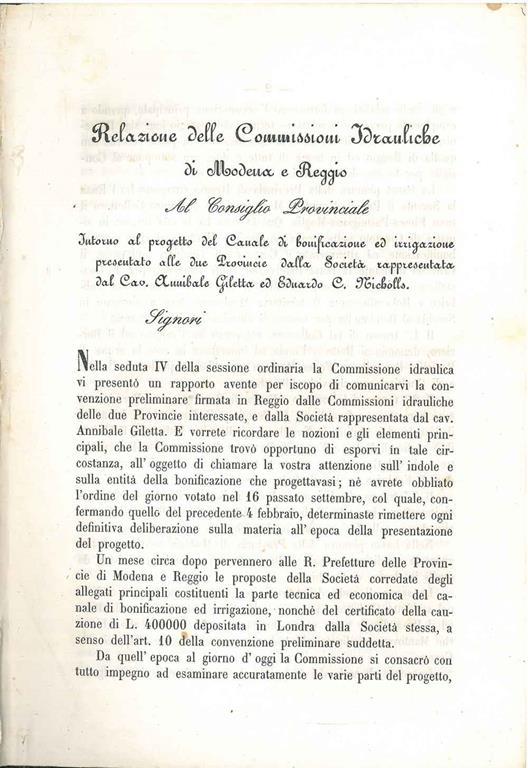 Relazione delle Commissioni Idrauliche
di Modena e Reggio
Al Consiglio Provinciale
Intorno al progetto del Canale di bonificazione ed irrigazione
presentato alle due Provincie dalla Società rappresentata
dal Cav. Annibale Giletta ed Eduardo C. Nicholls.
Signori
Nella seduta IV della sessione ordinaria la Commissione idraulica
vi presentò un rapporto avente per iscopo di comunicarvi la con-
venzione preliminare firmata in Reggio dalle Commissioni idrauliche
delle due Provincie interessate, e dalla Società rappresentata dal cav.
Annibale Giletta. E vorrete ricordare le nozioni e gli elementi prin-
cipali, che la Commissione trovò opportuno di esporvi in tale cir-
costanza, all' oggetto di chiamare la vostra attenzione sull' indole e
sulla entità della bonificazione che progettavasi; nè avrete obbliato
l'ordine del giorno votato nel 16 passato settembre, col quale, con-
fermando quello del precedente 4 febbraio, determinaste rimettere ogni
definitiva deliberazione sulla materia all' epoca della presentazione
del progetto.
Un mese circa dopo pervennero alle R. Prefetture delle Provin-
cie di Modena e Reggio le proposte della Società corredate degli
allegati principali costituenti la parte tecnica ed economica del ca-
nale di bonificazione ed irrigazione, nonchè del certificato della cau-
zione di L. 400000 depositata in Londra dalla Società stessa, a
senso dell'art. 10 della convenzione preliminare suddetta.
Da quell' epoca al giorno d' oggi la Commissione si consacrò con
tutto impegno ad esaminare accuratamente le varie parti del progetto,